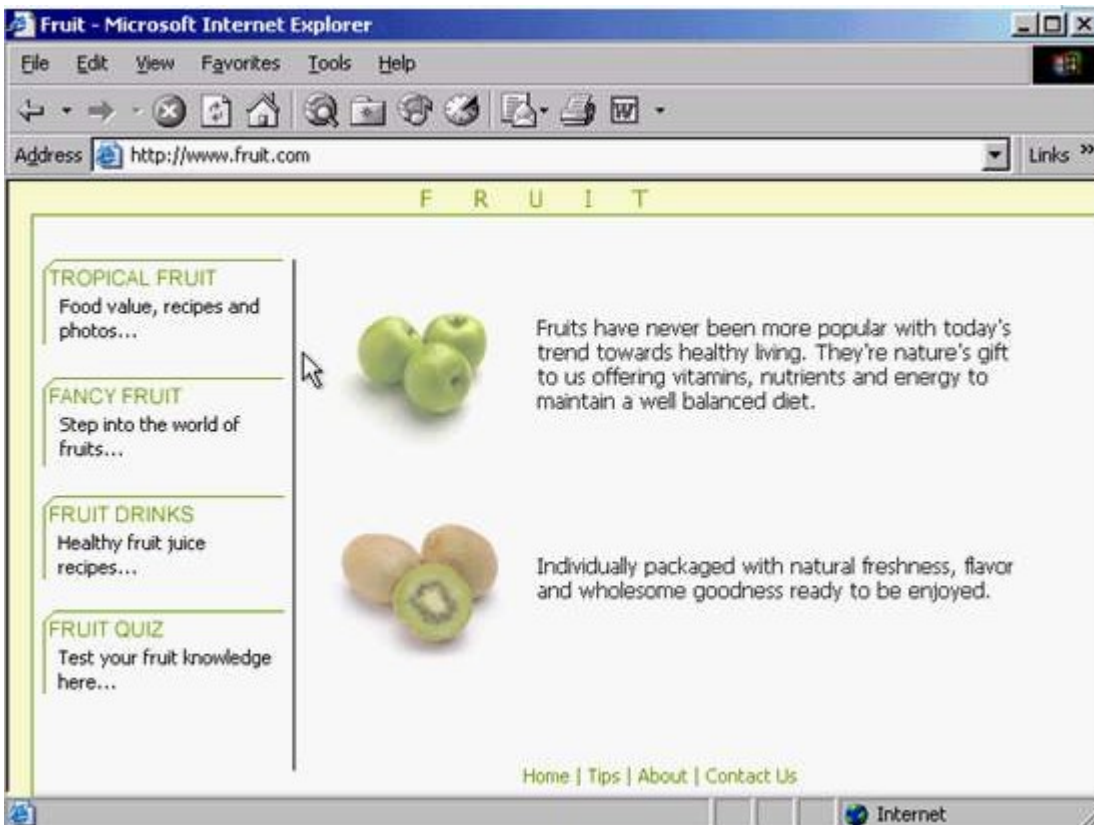 Fruit - Microsoft Internet Explorer
File Edit View Favorites Tools Help
Address http://www.fruit.com Links »
F R U I T
TROPICAL FRUIT
Food value, recipes and
photos...
FANCY FRUIT
Step into the world of
fruits...
FRUIT DRINKS
Healthy fruit juice
recipes...
FRUIT QUIZ
Test your fruit knowledge
here...
Fruits have never been more popular with today's
trend towards healthy living. They're nature's gift
to us offering vitamins, nutrients and energy to
maintain a well balanced diet.
Individually packaged with natural freshness, flavor
and wholesome goodness ready to be enjoyed.
Home | Tips | About | Contact Us
Internet